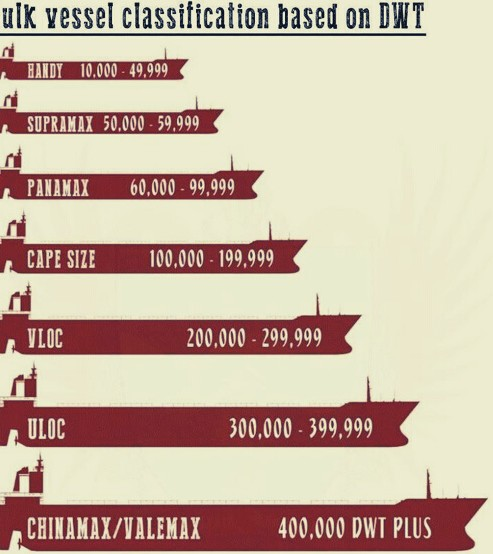 ulk vessel classification based on DWT
HANDY 10,000 - 49,999
SUPRAMAX 50,000 - 59,999
PANAMAX 60,000 - 99,999
CAPE SIZE 100,000 - 199,999
VLOC 200,000 - 299,999
ULOC 300,000 - 399,999
CHINAMAX/VALEMAX 400,000 DWT PLUS